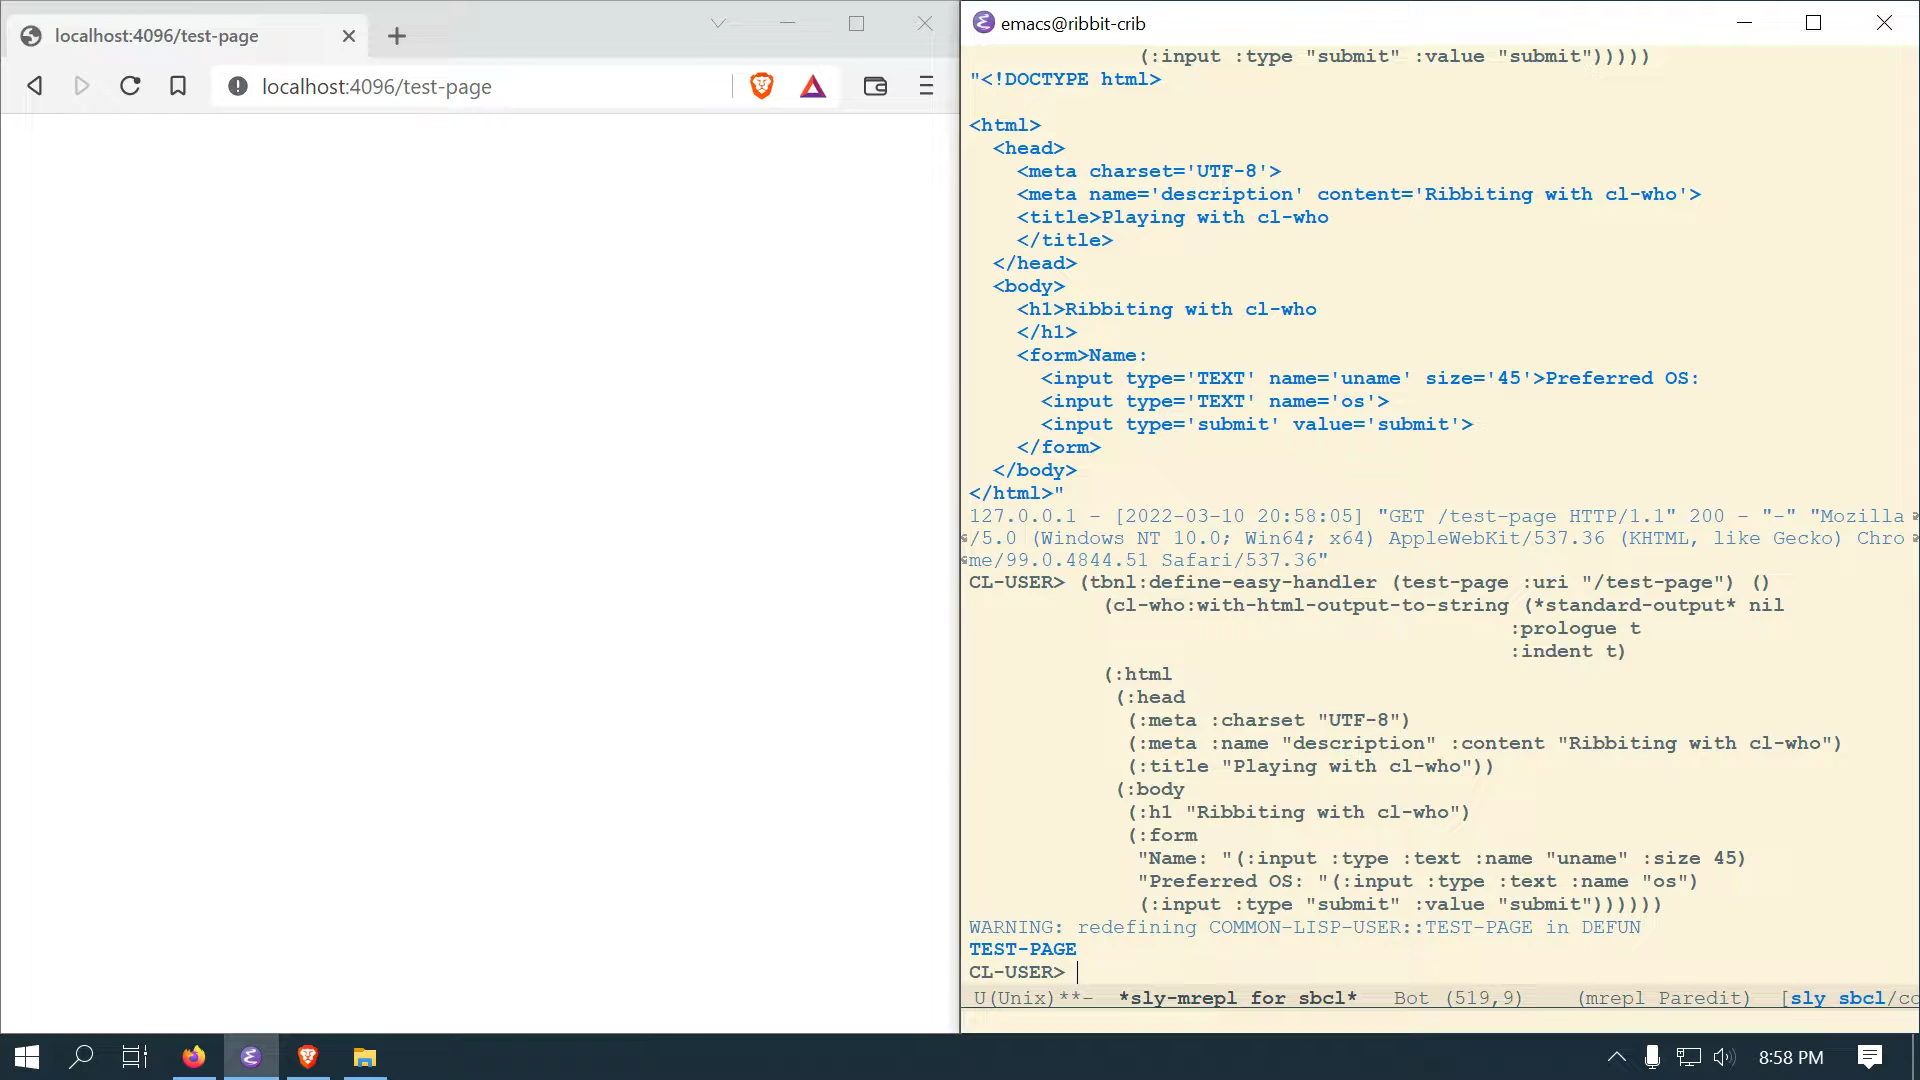 localhost:4096/test-page
localhost:4096/test-page
emacs@ribbit-crib
(:input :type "submit" :value "submit")))))
"<!DOCTYPE html>
<html>
<head>
<meta charset='UTF-8'>
<meta name='description' content='Ribbiting with cl-who'>
<title>Playing with cl-who
</title>
</head>
<body>
<h1>Ribbiting with cl-who
</h1>
<form>Name:
<input type='TEXT' name='uname' size='45'>Preferred OS:
<input type='TEXT' name='os'>
<input type='submit' value='submit'>
</form>
</body>
</html>"
127.0.0.1 - [2022-03-10 20:58:05] "GET /test-page HTTP/1.1" 200 - "-" "Mozilla
/5.0 (Windows NT 10.0; Win64; x64) AppleWebKit/537.36 (KHTML, like Gecko) Chro
me/99.0.4844.51 Safari/537.36"
CL-USER> (tbnl:define-easy-handler (test-page :uri "/test-page") ()
(cl-who:with-html-output-to-string (*standard-output* nil
:prologue t
:indent t)
(:html
(:head
(:meta :charset "UTF-8")
(:meta :name "description" :content "Ribbiting with cl-who")
(:title "Playing with cl-who"))
(:body
(:h1 "Ribbiting with cl-who")
(:form
"Name: "(:input :type :text :name "uname" :size 45)
"Preferred OS: "(:input :type :text :name "os")
(:input :type "submit" :value "submit"))))))
WARNING: redefining COMMON-LISP-USER::TEST-PAGE in DEFUN
TEST-PAGE
CL-USER>
U(Unix)**- *sly-mrepl for sbcl* Bot (519,9) (mrepl Paredit) [sly sbcl/co
8:58 PM